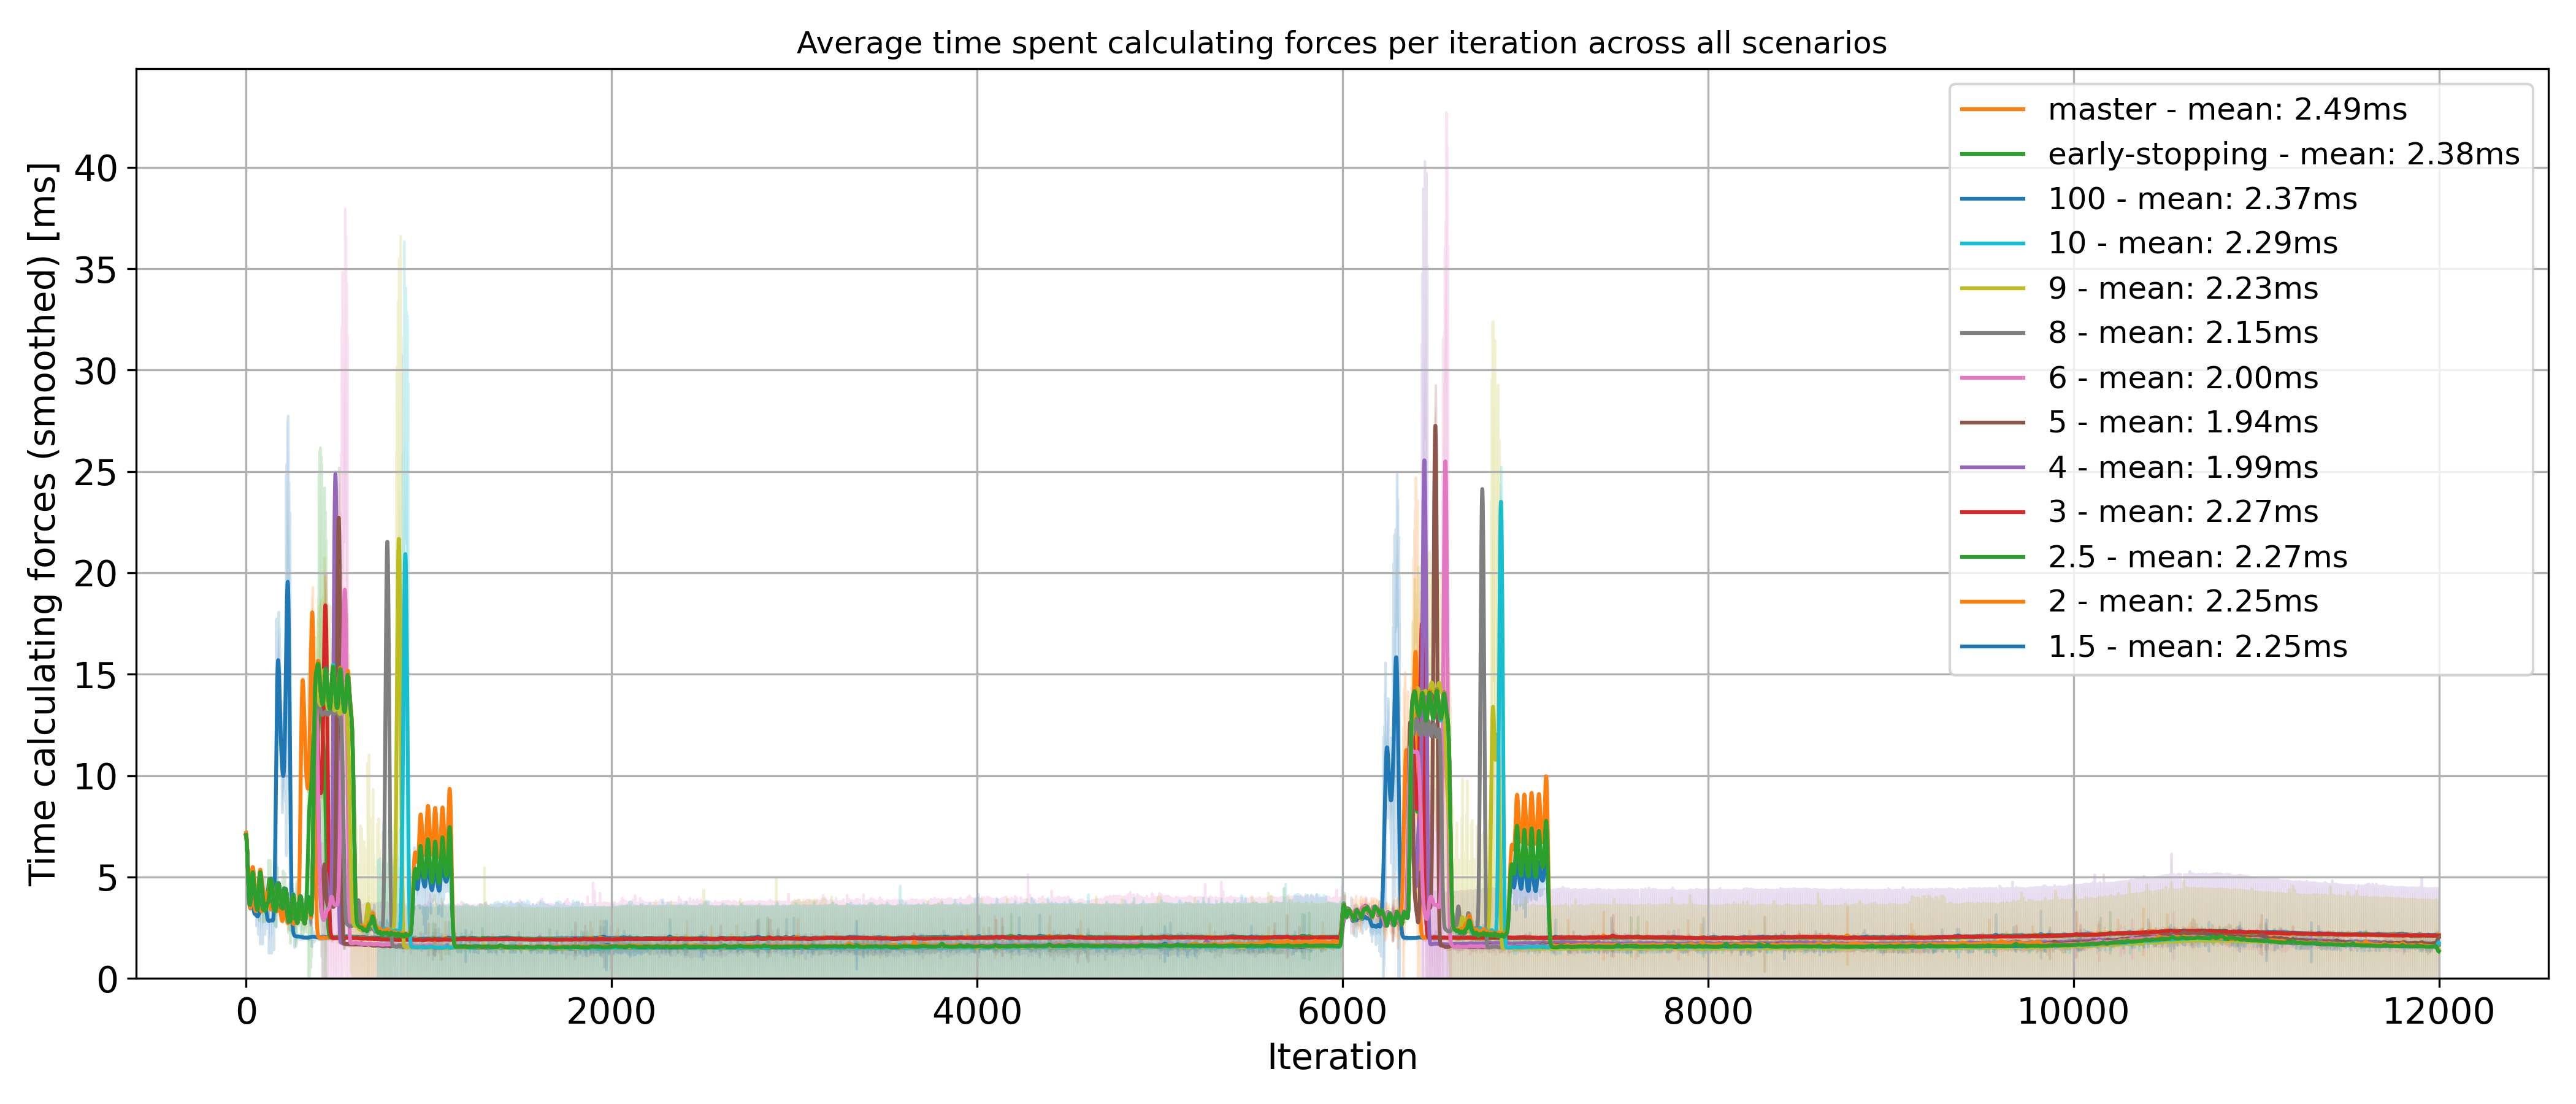 Average time spent calculating forces per iteration across all scenarios
Time calculating forces (smoothed) [ms]
40
35
30
25
20
15
10
5
0
0 2000 4000 6000 8000 10000 12000
Iteration
master - mean: 2.49ms
early-stopping - mean: 2.38ms
100 - mean: 2.37ms
10 - mean: 2.29ms
9 - mean: 2.23ms
8 - mean: 2.15ms
6 - mean: 2.00ms
5 - mean: 1.94ms
4 - mean: 1.99ms
3 - mean: 2.27ms
2.5 - mean: 2.27ms
2 - mean: 2.25ms
1.5 - mean: 2.25ms